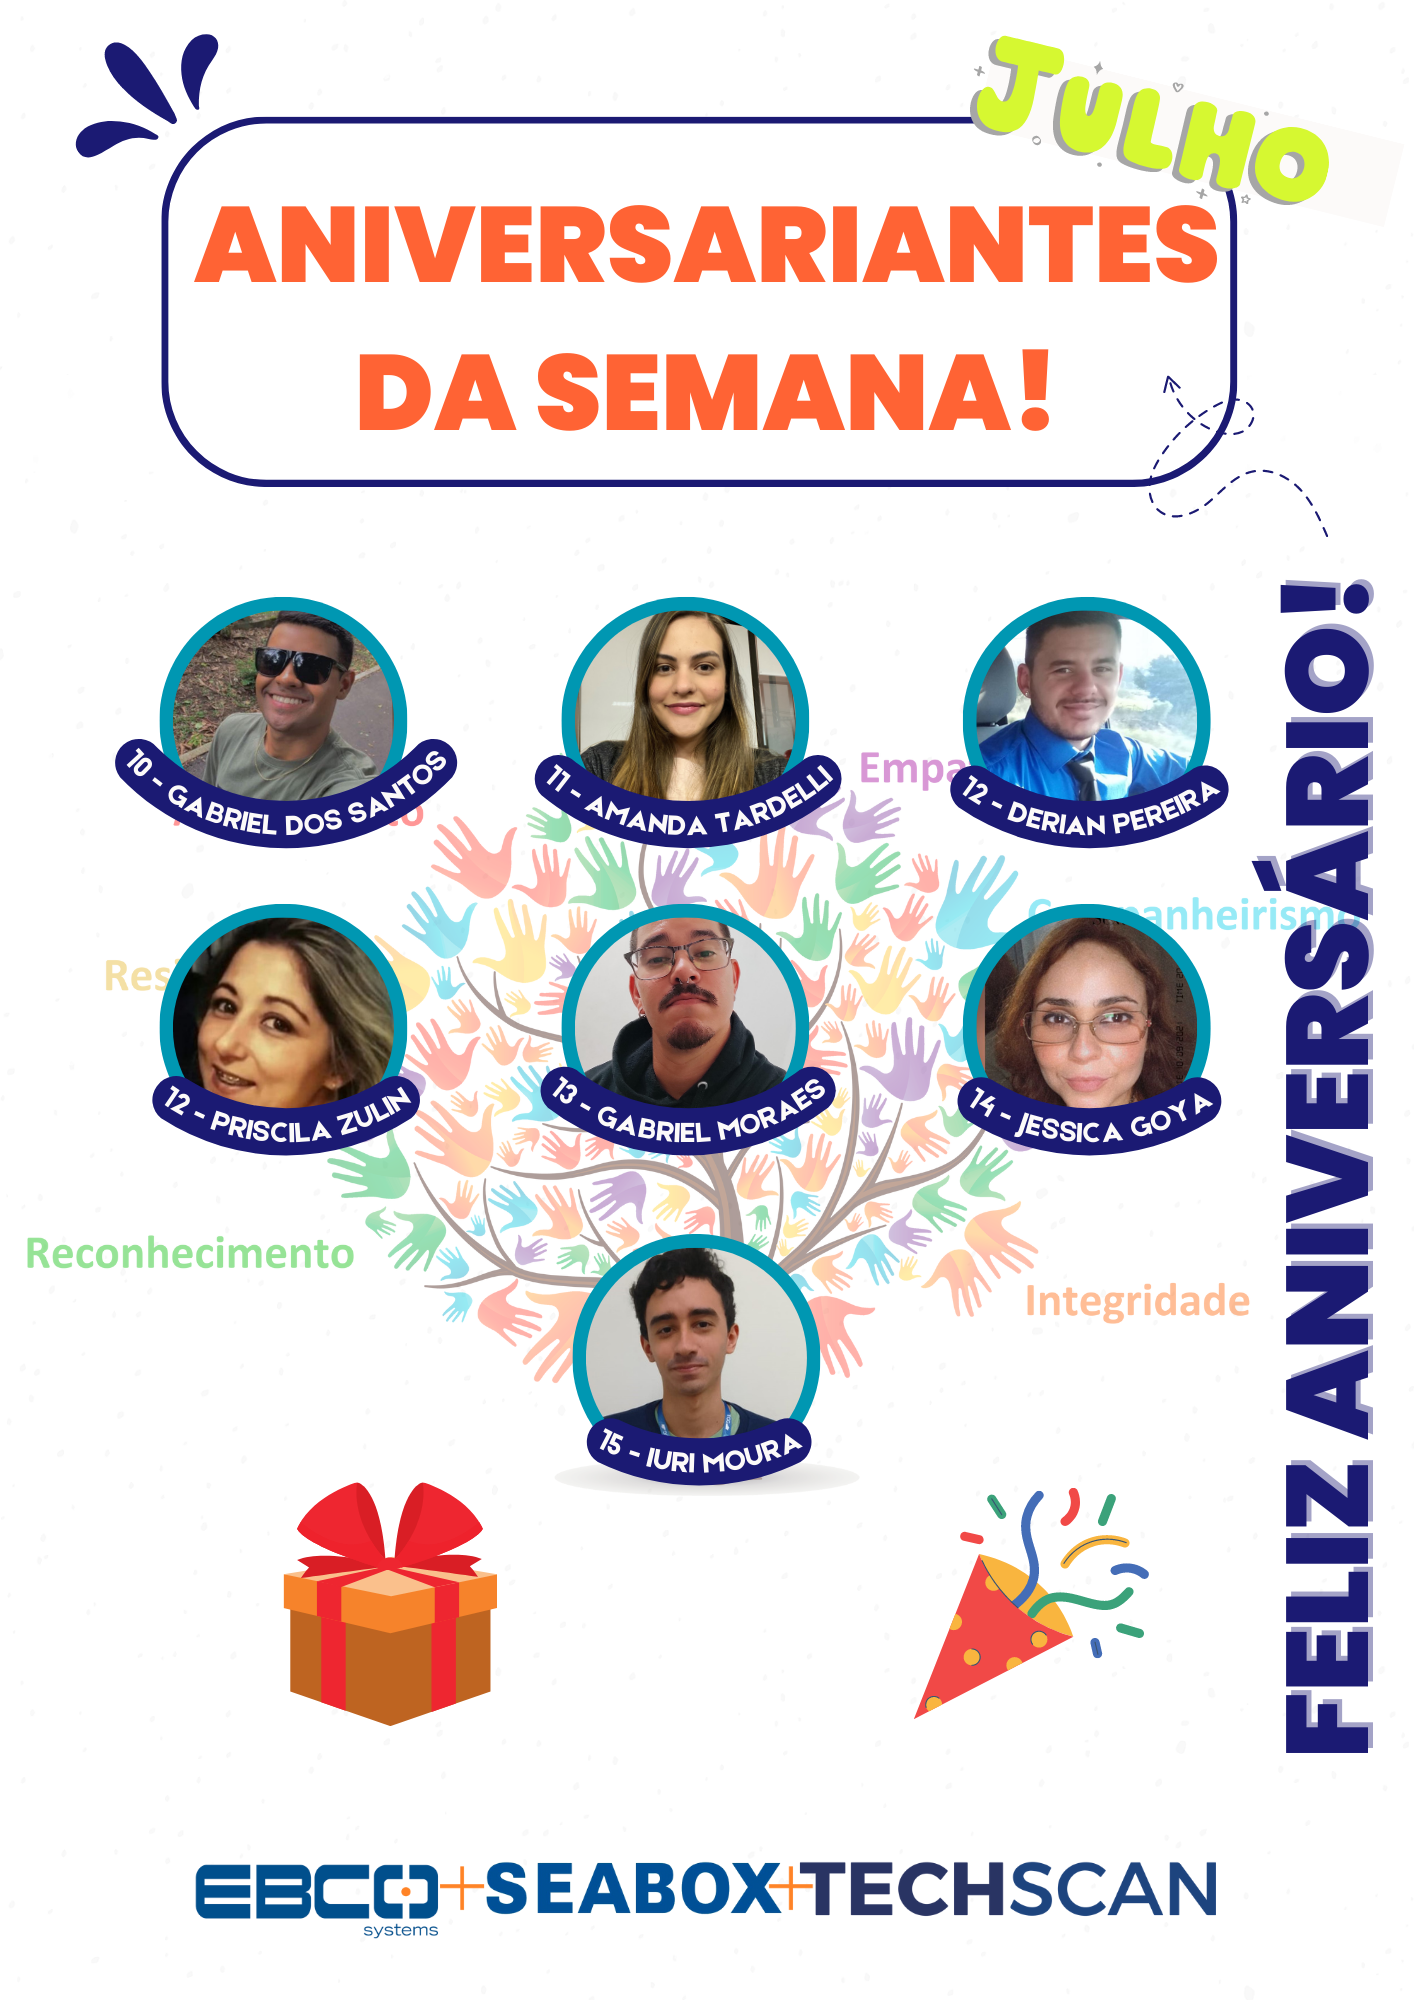 JULHO
ANIVERSARIANTES
DA SEMANA!
10 - GABRIEL DOS SANTOS
11 - AMANDA TARDELLI
12 - DERIAN PEREIRA
12 - PRISCILA ZULIN
13 - GABRIEL MORAES
14 - JESSICA GOYA
15 - IURI MOURA
Reconhecimento
Integridade
FELIZ ANIVERSÁRIO!
EBCO systems + SEABOX + TECHSCAN